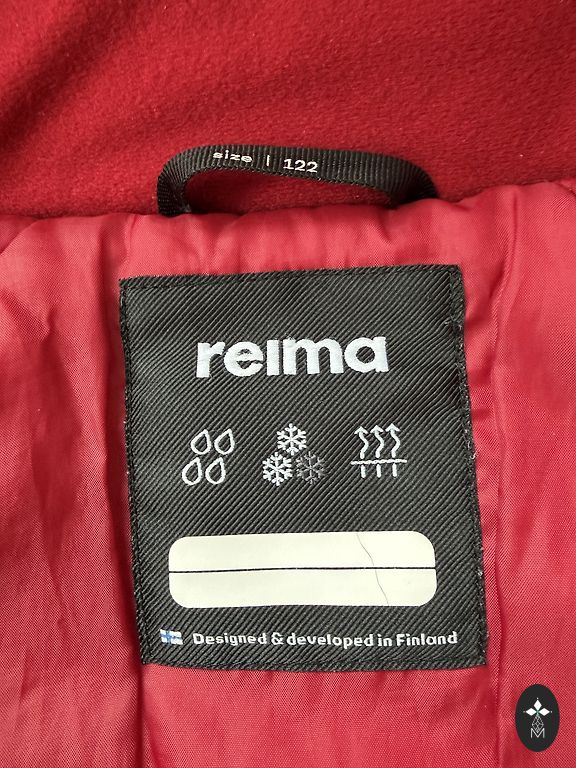 size | 122
reima
Designed & developed in Finland
M